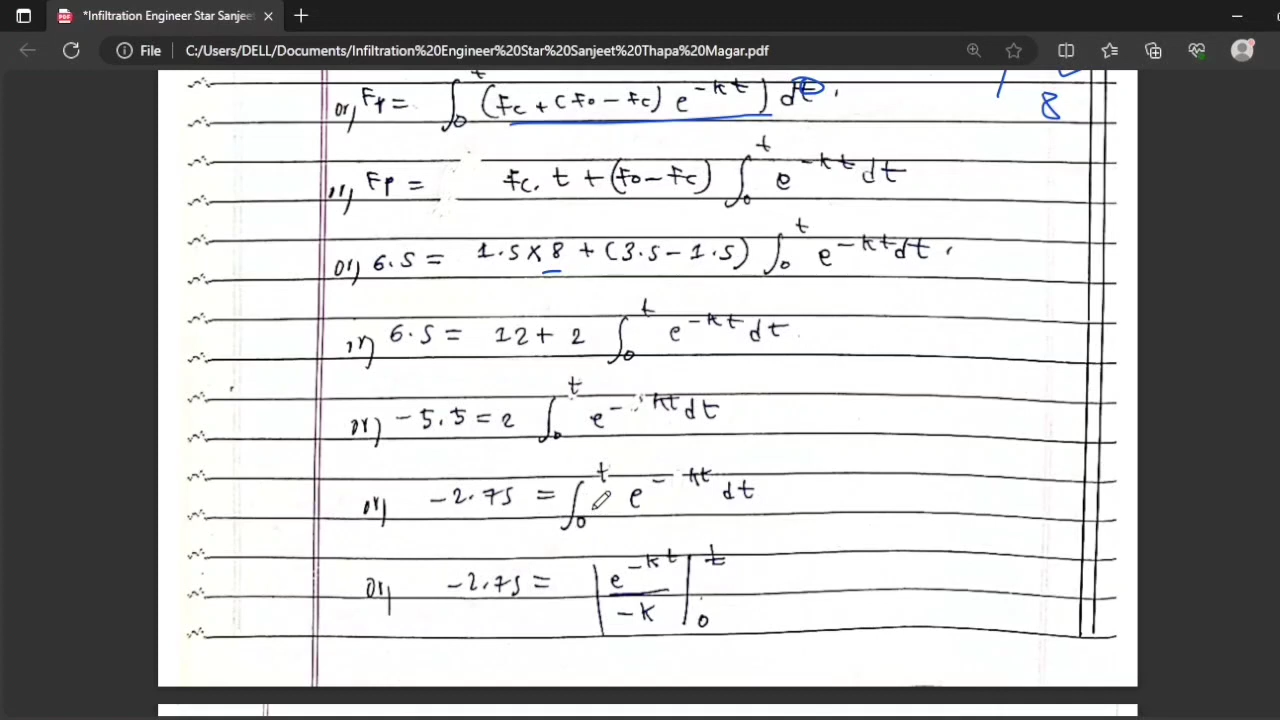 *Infiltration Engineer Star Sanjee
File C:/Users/DELL/Documents/Infiltration%20Engineer%20Star%20Sanjeet%20Thapa%20Magar.pdf
or, Fp = ∫₀ᵗ (Fc + (Fo - Fc) e^-kt) dt. 8
or, Fp = Fc. t + (Fo - Fc) ∫₀ᵗ e^-kt dt
or, 6.5 = 1.5 × 8 + (3.5 - 1.5) ∫₀ᵗ e^-kt dt.
or, 6.5 = 12 + 2 ∫₀ᵗ e^-kt dt.
or, -5.5 = 2 ∫₀ᵗ e^-kt dt
or, -2.75 = ∫₀ᵗ e^-kt dt
or, -2.75 = |e^-kt / -k|₀ᵗ